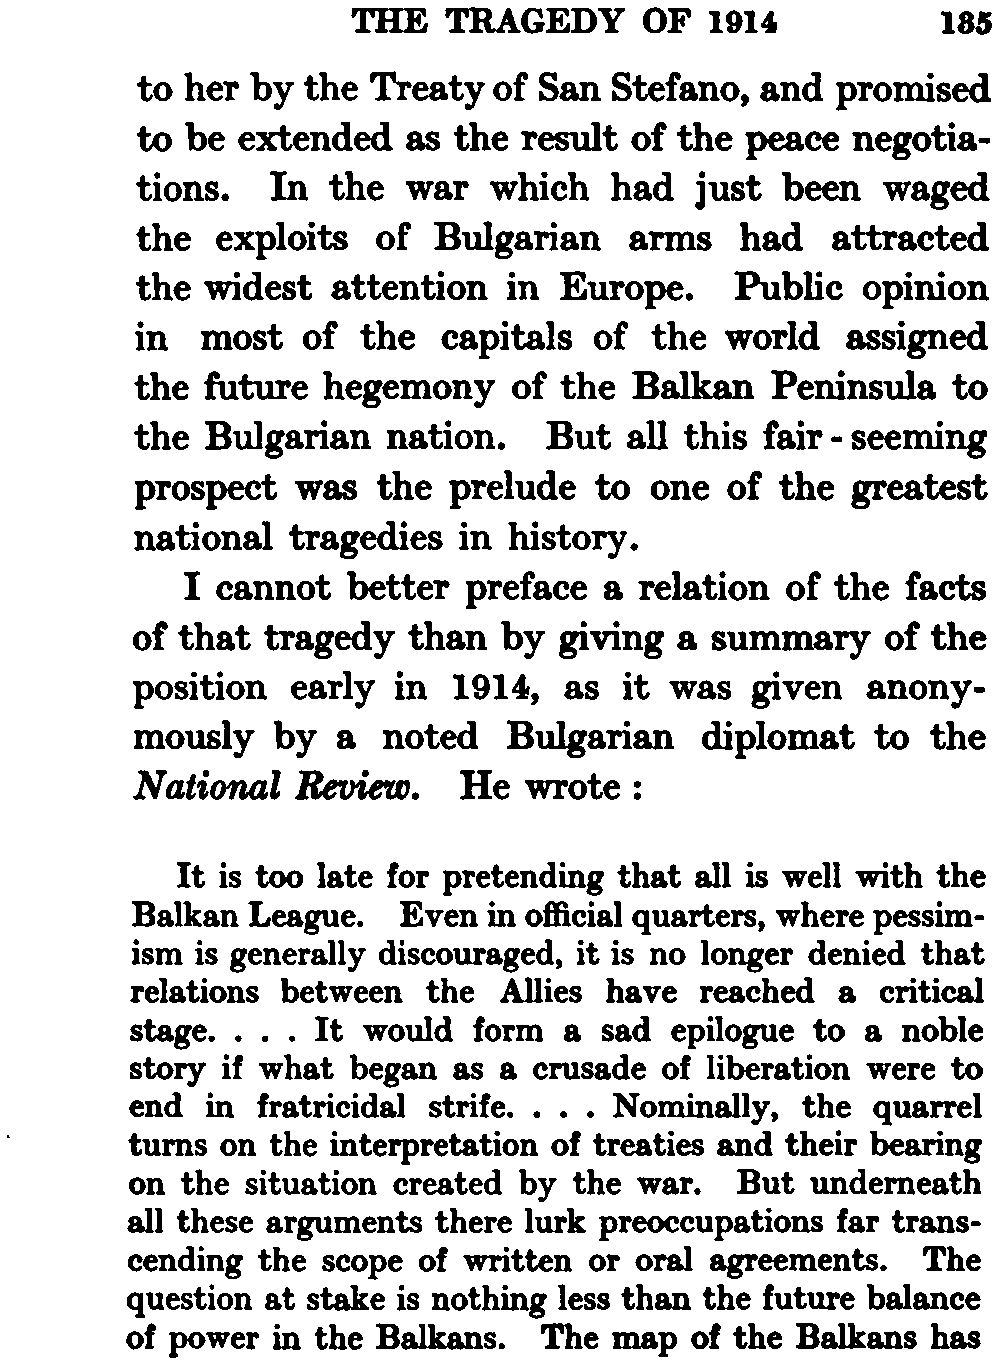 THE TRAGEDY OF 1914 185
to her by the Treaty of San Stefano, and promised
to be extended as the result of the peace negotia-
tions. In the war which had just been waged
the exploits of Bulgarian arms had attracted
the widest attention in Europe. Public opinion
in most of the capitals of the world assigned
the future hegemony of the Balkan Peninsula to
the Bulgarian nation. But all this fair-seeming
prospect was the prelude to one of the greatest
national tragedies in history.
I cannot better preface a relation of the facts
of that tragedy than by giving a summary of the
position early in 1914, as it was given anony-
mously by a noted Bulgarian diplomat to the
National Review. He wrote :
It is too late for pretending that all is well with the
Balkan League. Even in official quarters, where pessim-
ism is generally discouraged, it is no longer denied that
relations between the Allies have reached a critical
stage. . . . It would form a sad epilogue to a noble
story if what began as a crusade of liberation were to
end in fratricidal strife. . . . Nominally, the quarrel
turns on the interpretation of treaties and their bearing
on the situation created by the war. But underneath
all these arguments there lurk preoccupations far trans-
cending the scope of written or oral agreements. The
question at stake is nothing less than the future balance
of power in the Balkans. The map of the Balkans has